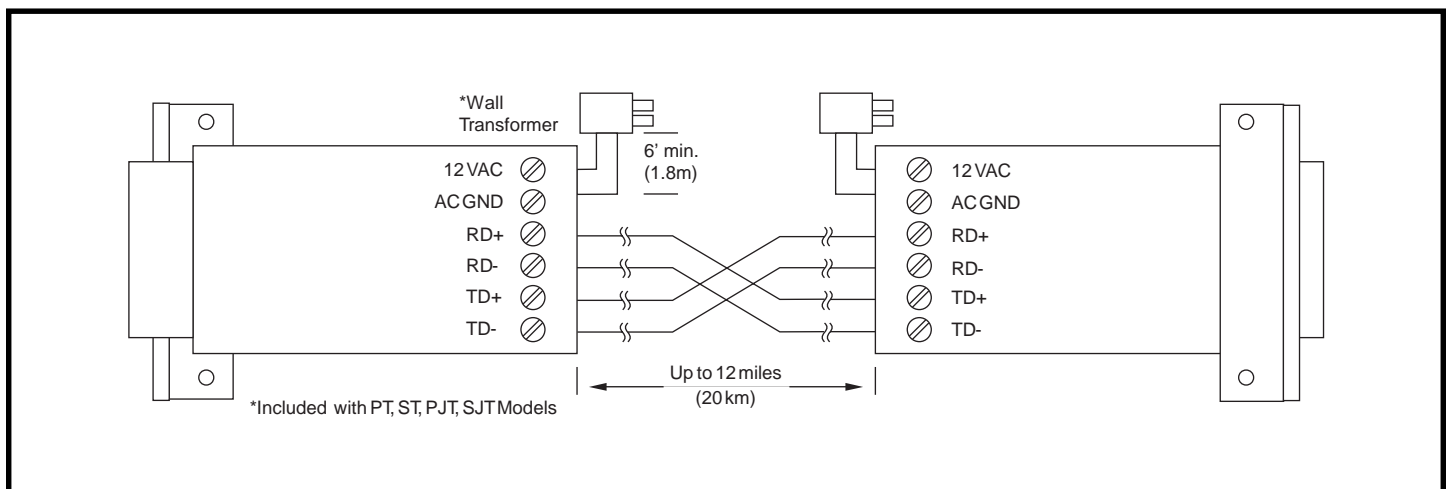 *Wall
Transformer
6' min.
(1.8m)
12 VAC
AC GND
RD+
RD-
TD+
TD-
12 VAC
AC GND
RD+
RD-
TD+
TD-
Up to 12 miles
(20 km)
*Included with PT, ST, PJT, SJT Models